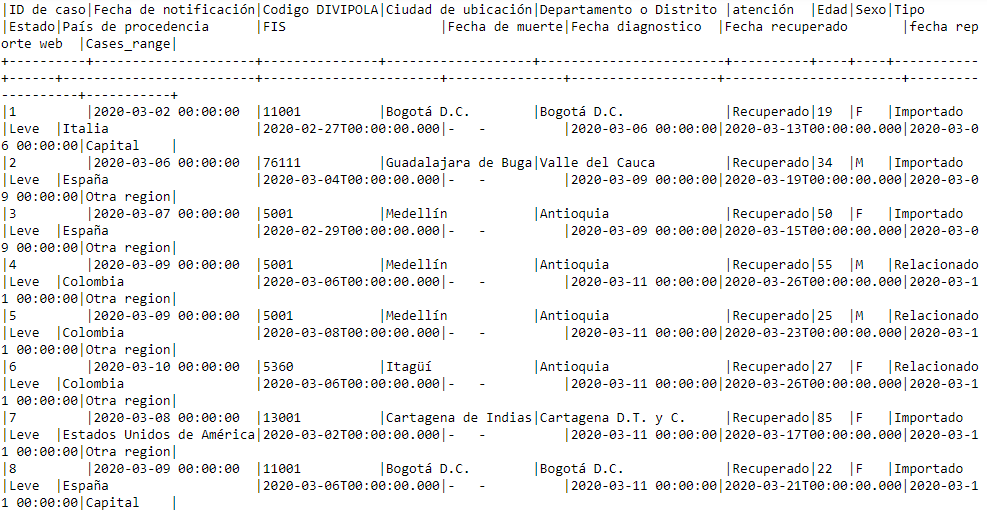 |ID de caso|Fecha de notificación|Codigo DIVIPOLA|Ciudad de ubicación|Departamento o Distrito |atención  |Edad|Sexo|Tipo
|Estado|País de procedencia      |FIS                    |Fecha de muerte|Fecha diagnostico  |Fecha recuperado       |fecha rep
orte web  |Cases_range|
+----------+---------------------+---------------+-------------------+------------------------+----------+----+----+-----------
+------+-------------------------+-----------------------+---------------+-------------------+-----------------------+---------
----------+-----------+
|1         |2020-03-02 00:00:00  |11001          |Bogotá D.C.        |Bogotá D.C.             |Recuperado|19  |F   |Importado
|Leve  |Italia                   |2020-02-27T00:00:00.000|-   -          |2020-03-06 00:00:00|2020-03-13T00:00:00.000|2020-03-0
6 00:00:00|Capital    |
|2         |2020-03-06 00:00:00  |76111          |Guadalajara de Buga|Valle del Cauca         |Recuperado|34  |M   |Importado
|Leve  |España                   |2020-03-04T00:00:00.000|-   -          |2020-03-09 00:00:00|2020-03-19T00:00:00.000|2020-03-0
9 00:00:00|Otra region|
|3         |2020-03-07 00:00:00  |5001           |Medellín           |Antioquia               |Recuperado|50  |F   |Importado
|Leve  |España                   |2020-02-29T00:00:00.000|-   -          |2020-03-09 00:00:00|2020-03-15T00:00:00.000|2020-03-0
9 00:00:00|Otra region|
|4         |2020-03-09 00:00:00  |5001           |Medellín           |Antioquia               |Recuperado|55  |M   |Relacionado
|Leve  |Colombia                 |2020-03-06T00:00:00.000|-   -          |2020-03-11 00:00:00|2020-03-26T00:00:00.000|2020-03-1
1 00:00:00|Otra region|
|5         |2020-03-09 00:00:00  |5001           |Medellín           |Antioquia               |Recuperado|25  |M   |Relacionado
|Leve  |Colombia                 |2020-03-08T00:00:00.000|-   -          |2020-03-11 00:00:00|2020-03-23T00:00:00.000|2020-03-1
1 00:00:00|Otra region|
|6         |2020-03-10 00:00:00  |5360           |Itagüí             |Antioquia               |Recuperado|27  |F   |Relacionado
|Leve  |Colombia                 |2020-03-06T00:00:00.000|-   -          |2020-03-11 00:00:00|2020-03-26T00:00:00.000|2020-03-1
1 00:00:00|Otra region|
|7         |2020-03-08 00:00:00  |13001          |Cartagena de Indias|Cartagena D.T. y C.     |Recuperado|85  |F   |Importado
|Leve  |Estados Unidos de América|2020-03-02T00:00:00.000|-   -          |2020-03-11 00:00:00|2020-03-17T00:00:00.000|2020-03-1
1 00:00:00|Otra region|
|8         |2020-03-09 00:00:00  |11001          |Bogotá D.C.        |Bogotá D.C.             |Recuperado|22  |F   |Importado
|Leve  |España                   |2020-03-06T00:00:00.000|-   -          |2020-03-11 00:00:00|2020-03-21T00:00:00.000|2020-03-1
1 00:00:00|Capital    |